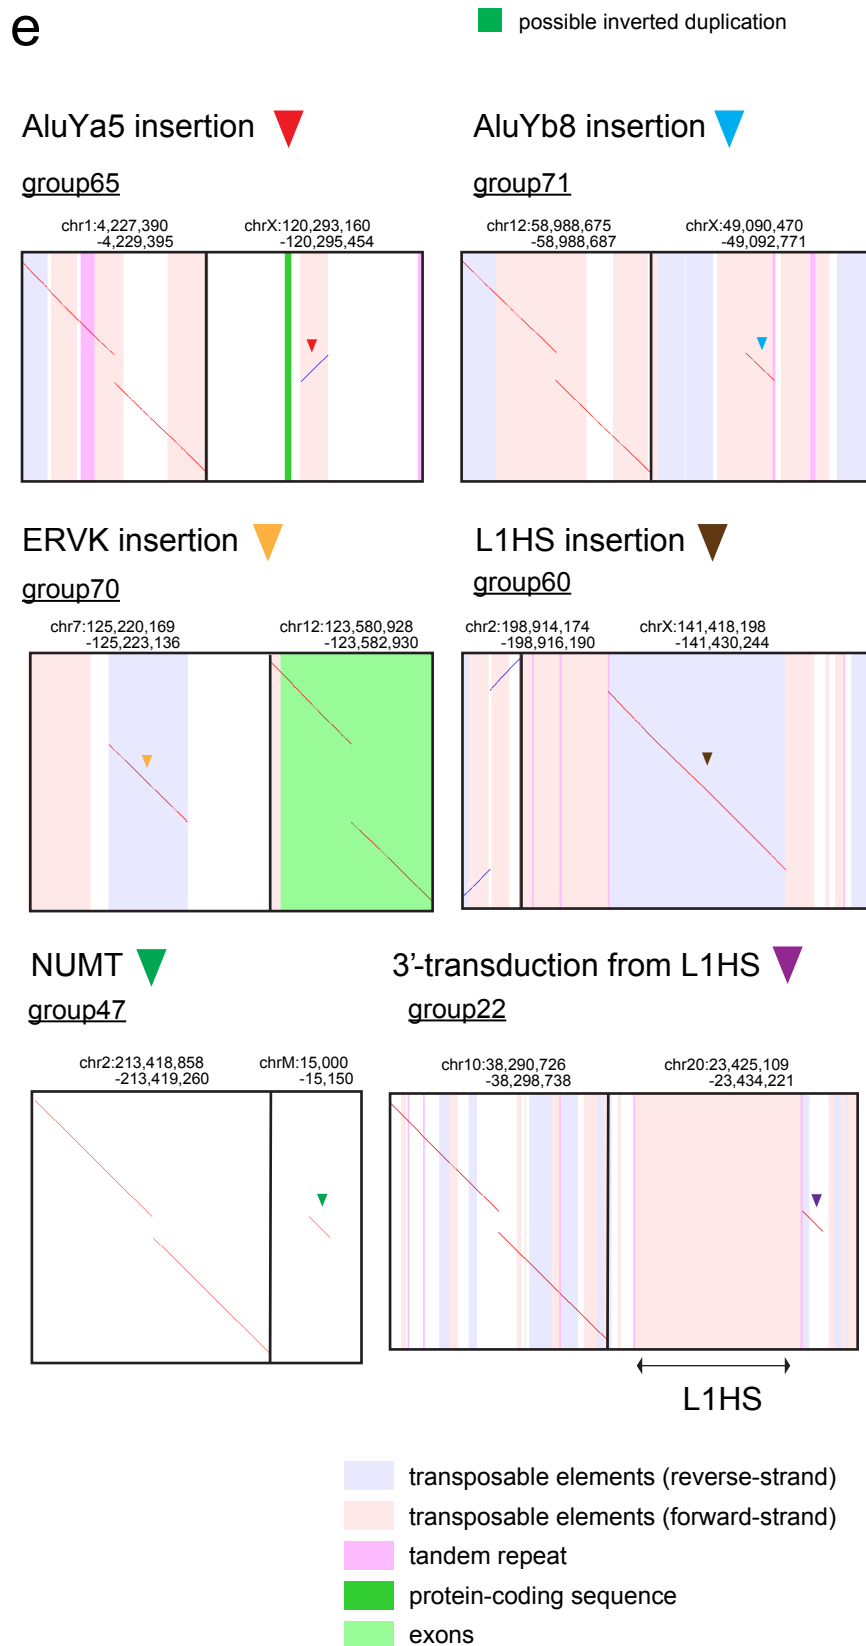 e
possible inverted duplication
AluYa5 insertion
AluYb8 insertion
group65
group71
chr1:4,227,390
-4,229,395
chrX:120,293,160
-120,295,454
chr12:58,988,675
-58,988,687
chrX:49,090,470
-49,092,771
ERVK insertion
L1HS insertion
group70
group60
chr7:125,220,169
-125,223,136
chr12:123,580,928
-123,582,930
chr2:198,914,174
-198,916,190
chrX:141,418,198
-141,430,244
NUMT
3’-transduction from L1HS
group47
group22
chr2:213,418,858
-213,419,260
chrM:15,000
-15,150
chr10:38,290,726
-38,298,738
chr20:23,425,109
-23,434,221
L1HS
transposable elements (reverse-strand)
transposable elements (forward-strand)
tandem repeat
protein-coding sequence
exons